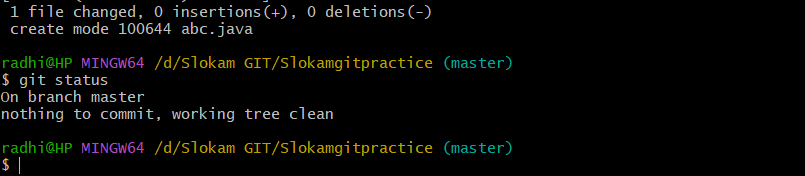 1 file changed, 0 insertions(+), 0 deletions(-)
create mode 100644 abc.java
radhi@HP MINGW64 /d/Slokam GIT/Slokamgitpractice (master)
$ git status
On branch master
nothing to commit, working tree clean
radhi@HP MINGW64 /d/Slokam GIT/Slokamgitpractice (master)
$